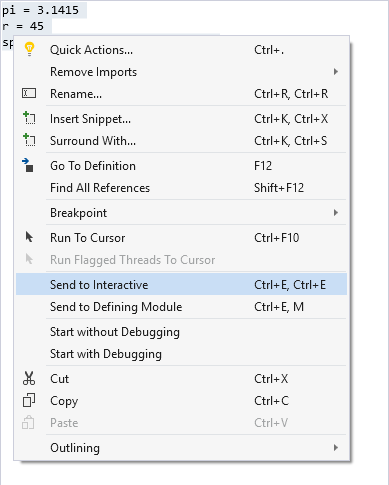 pi = 3.1415
r = 45
Quick Actions... Ctrl+.
Remove Imports
Rename... Ctrl+R, Ctrl+R
Insert Snippet... Ctrl+K, Ctrl+X
Surround With... Ctrl+K, Ctrl+S
Go To Definition F12
Find All References Shift+F12
Breakpoint
Run To Cursor Ctrl+F10
Run Flagged Threads To Cursor
Send to Interactive Ctrl+E, Ctrl+E
Send to Defining Module Ctrl+E, M
Start without Debugging
Start with Debugging
Cut Ctrl+X
Copy Ctrl+C
Paste Ctrl+V
Outlining